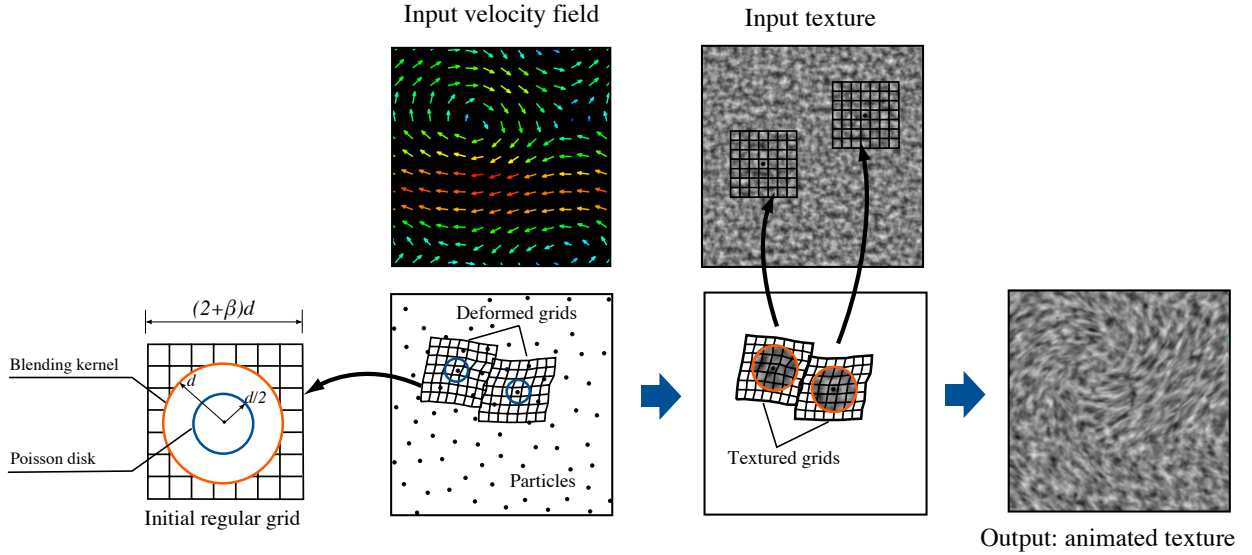 Input velocity field
Input texture
(2+β)d
Deformed grids
Blending kernel
d
d/2
Poisson disk
Textured grids
Particles
Initial regular grid
Output: animated texture